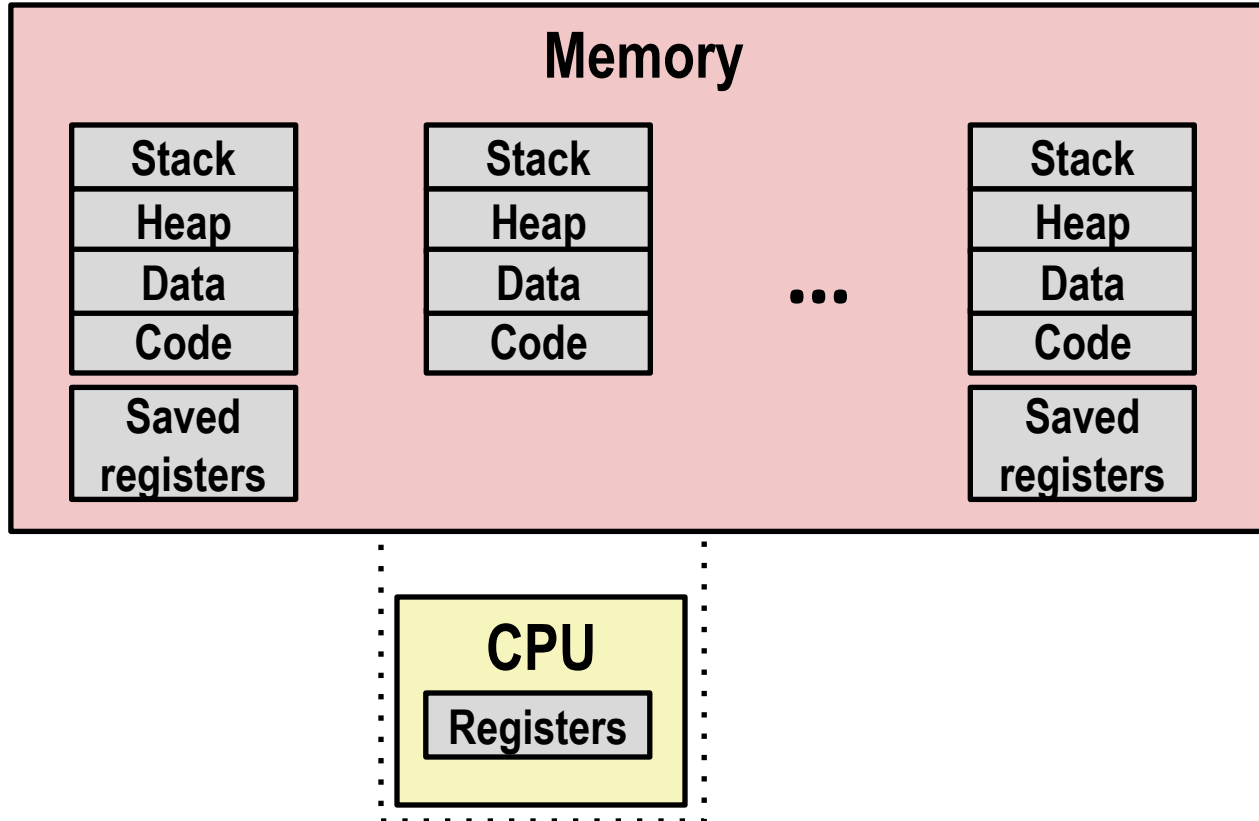 Memory
Stack
Heap
Data
Code
Saved
registers
Stack
Heap
Data
Code
...
Stack
Heap
Data
Code
Saved
registers
CPU
Registers